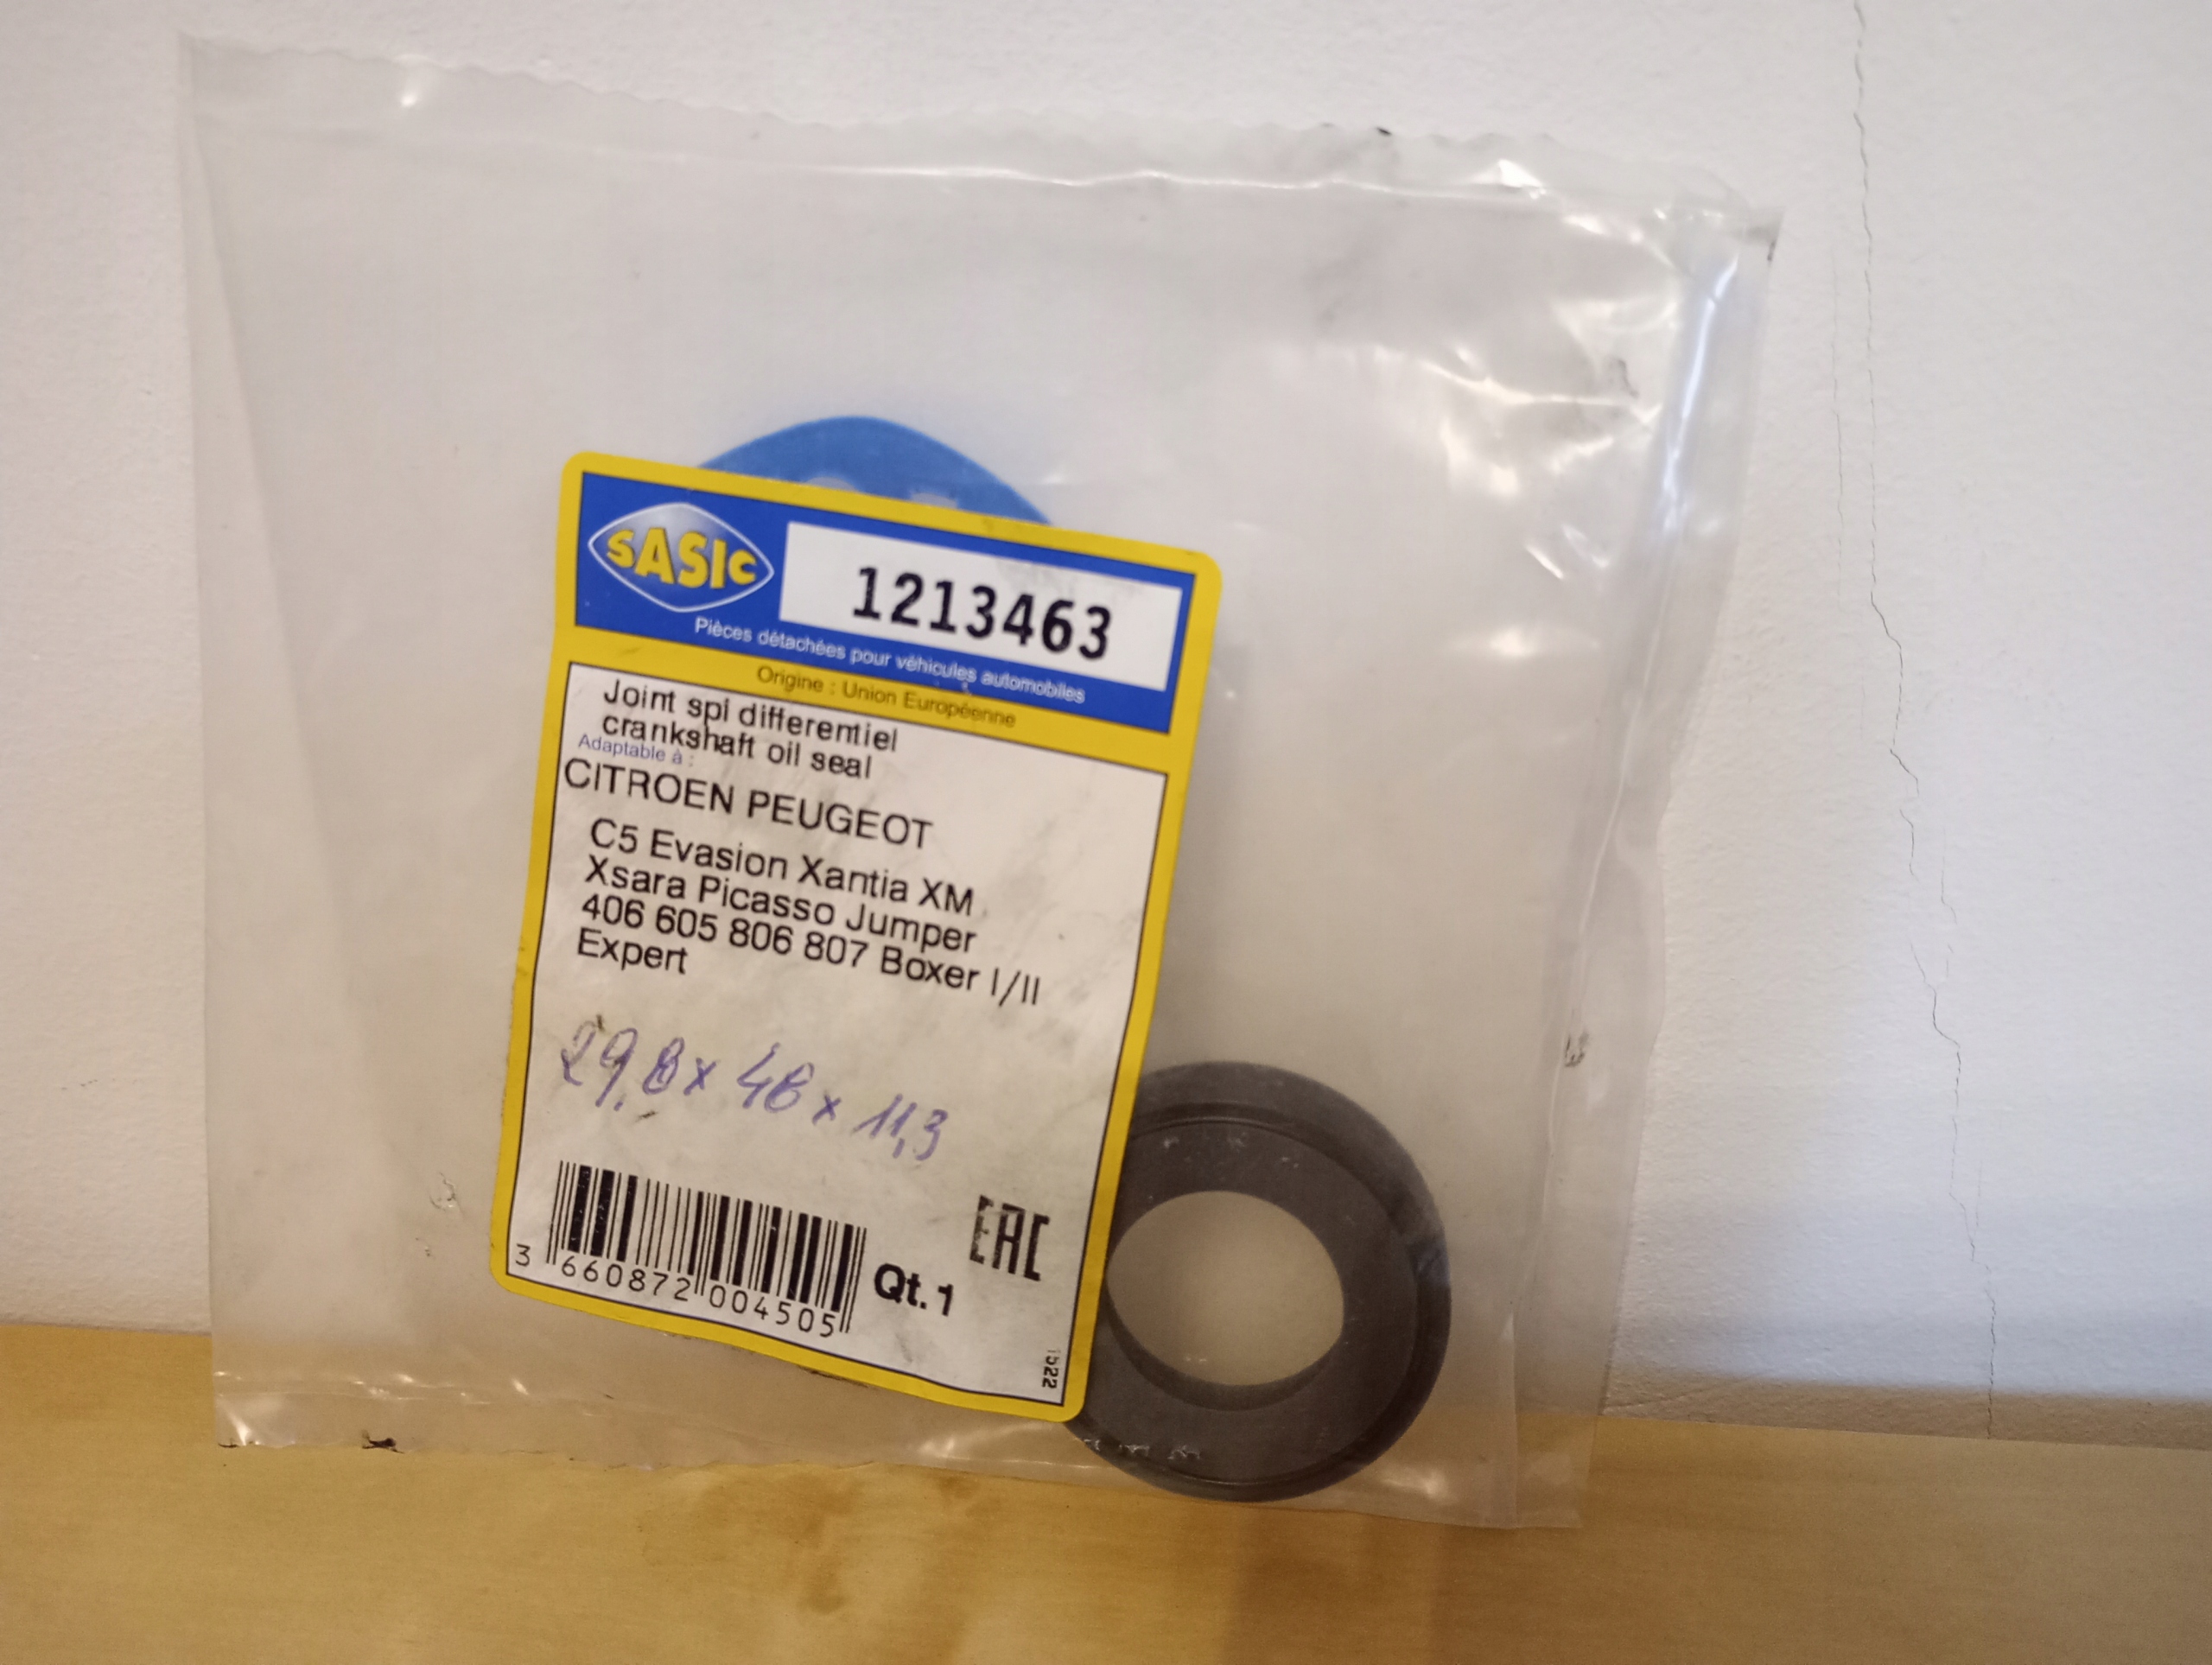 SASIC
1213463
Pièces détachées pour véhicules automobiles
Origine : Union Européenne
Joint spi differentiel
crankshaft oil seal
Adaptable à :
CITROEN PEUGEOT
C5 Evasion Xantia XM
Xsara Picasso Jumper
406 605 806 807 Boxer I/II
Expert
29,8 x 46 x 11,3
3 660872 004505
Qt. 1
EAC